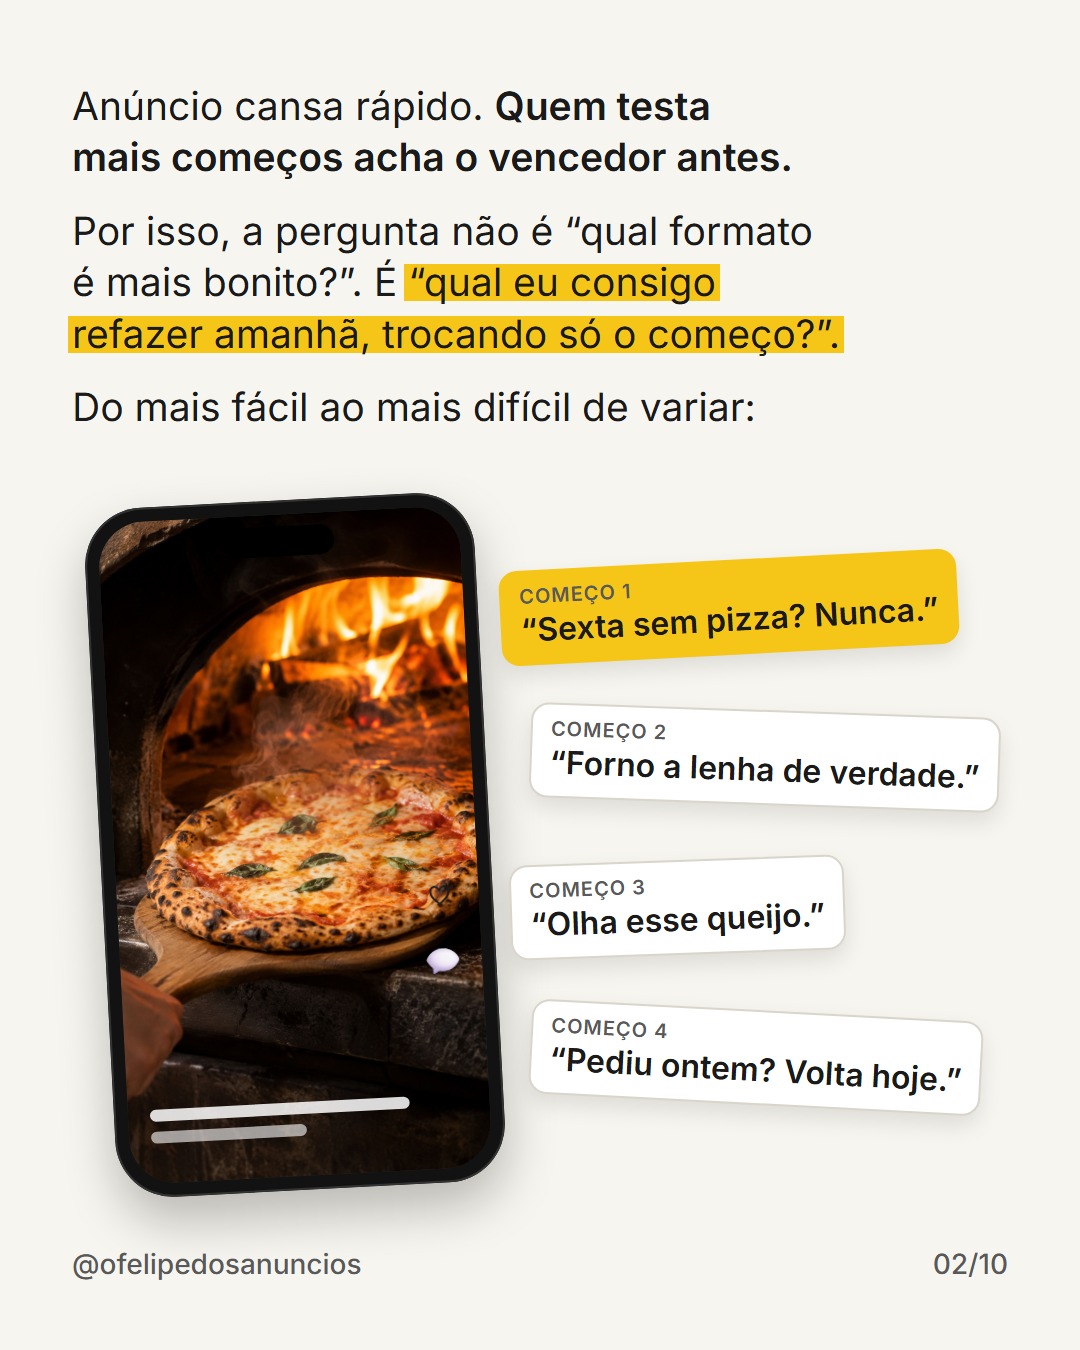 Anúncio cansa rápido. Quem testa
mais começos acha o vencedor antes.
Por isso, a pergunta não é “qual formato
é mais bonito?”. É “qual eu consigo
refazer amanhã, trocando só o começo?”.
Do mais fácil ao mais difícil de variar:
COMEÇO 1
“Sexta sem pizza? Nunca.”
COMEÇO 2
“Forno a lenha de verdade.”
COMEÇO 3
“Olha esse queijo.”
COMEÇO 4
“Pediu ontem? Volta hoje.”
@ofelipedosanuncios
02/10